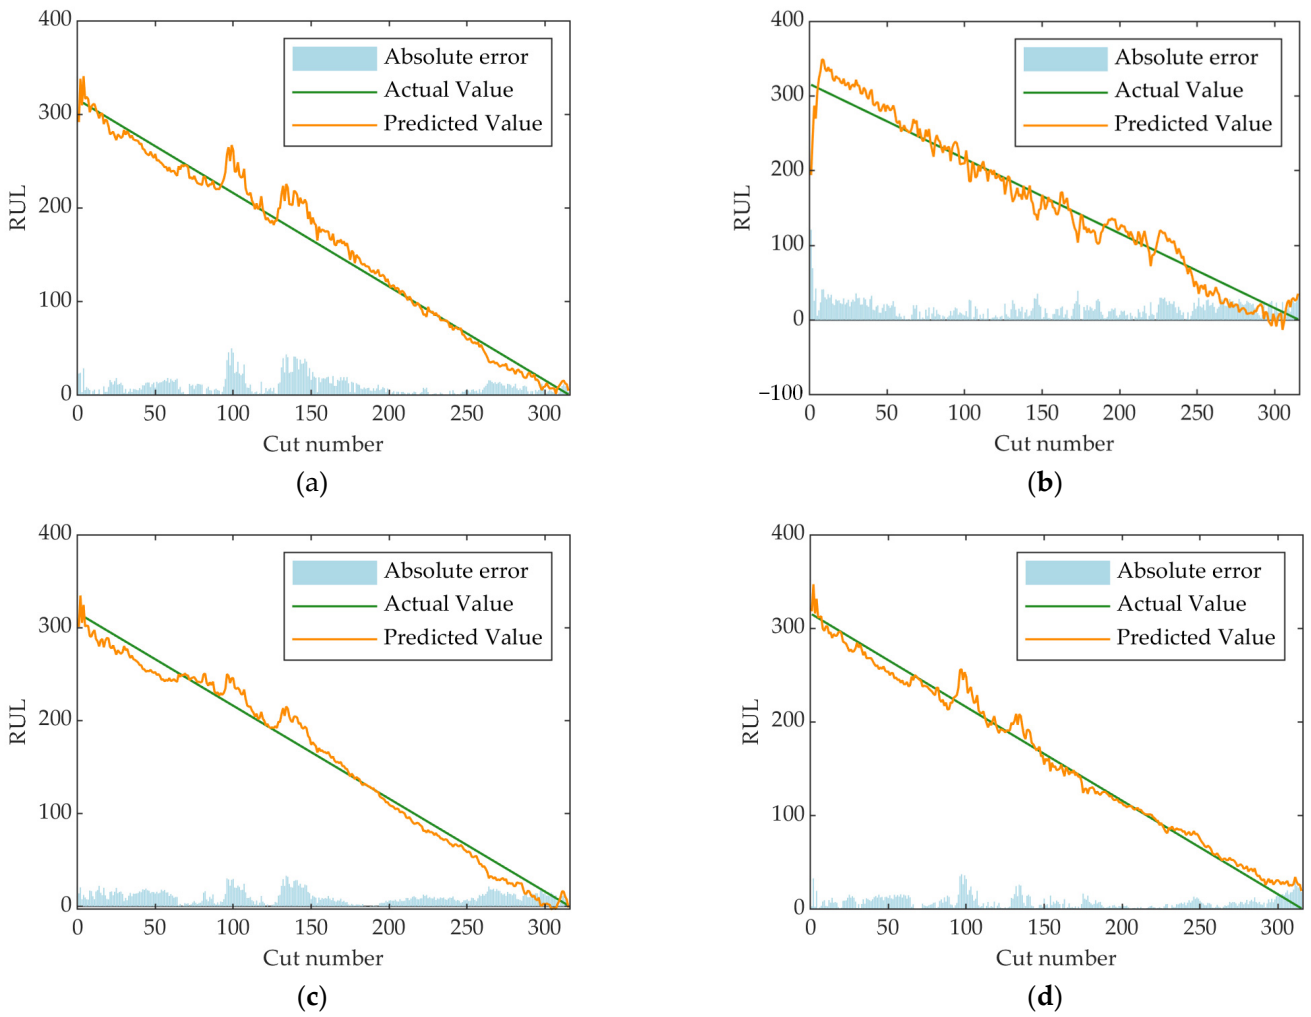 400
300
200
100
0
RUL
Absolute error
Actual Value
Predicted Value
0 50 100 150 200 250 300
Cut number
(a)
400
300
200
100
0
−100
RUL
Absolute error
Actual Value
Predicted Value
0 50 100 150 200 250 300
Cut number
(b)
400
300
200
100
0
RUL
Absolute error
Actual Value
Predicted Value
0 50 100 150 200 250 300
Cut number
(c)
400
300
200
100
0
RUL
Absolute error
Actual Value
Predicted Value
0 50 100 150 200 250 300
Cut number
(d)